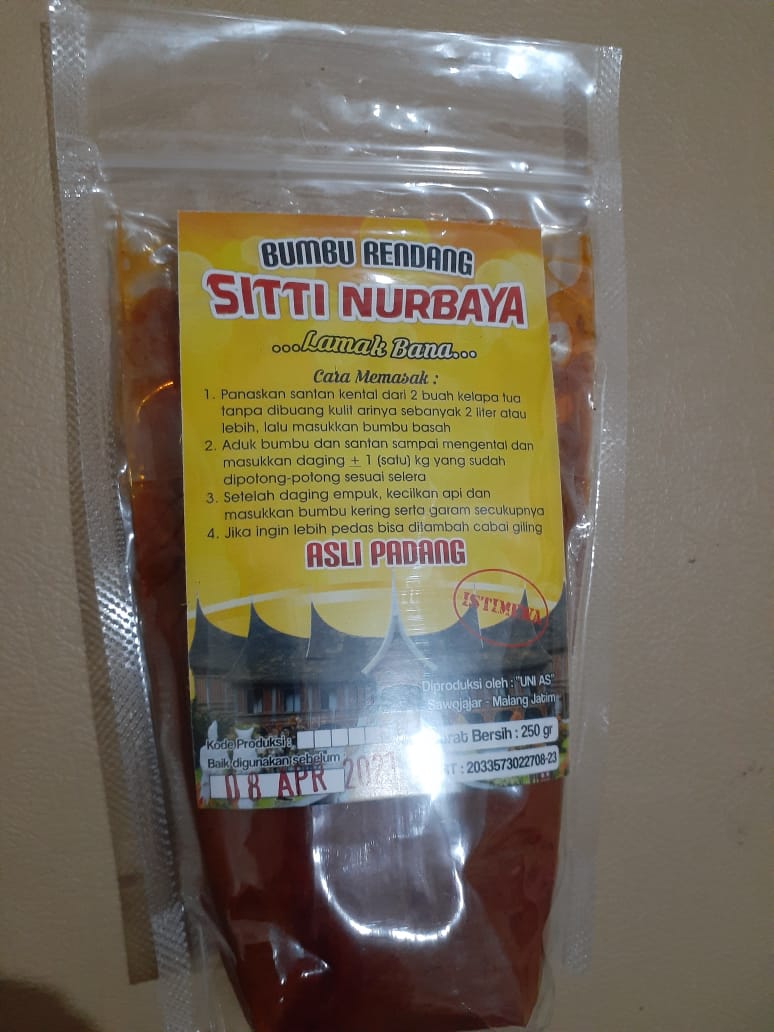 BUMBU RENDANG
SITTI NURBAYA
...Lamak Bana...
Cara Memasak :
1. Panaskan santan kental dari 2 buah kelapa tua
tanpa dibuang kulit arinya sebanyak 2 liter atau
lebih, lalu masukkan bumbu basah
2. Aduk bumbu dan santan sampai mengental dan
masukkan daging ± 1 (satu) kg yang sudah
dipotong-potong sesuai selera
3. Setelah daging empuk, kecilkan api dan
masukkan bumbu kering serta garam secukupnya
4. Jika ingin lebih pedas bisa ditambah cabai giling
ASLI PADANG
ISTIMEWA
Diproduksi oleh : "UNI AS"
Sawojajar - Malang Jatim
Kode Produksi :
Bersih : 250 gr
Baik digunakan sebelum
: 2033573022708-23
08 APR 2021